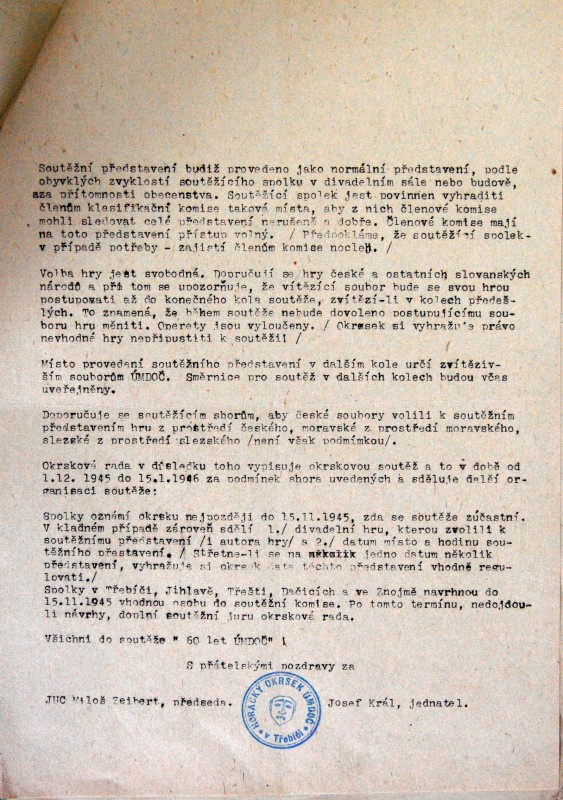 Soutěžní představení budiž provedeno jako normální představení, podle
obvyklých zvyklostí soutěžícího spolku v divadelním sále nebo budově,
aza přítomnosti obecenstva. Soutěžící spolek jest povinnen vyhraditi
členům klasifikační komise taková místa, aby z nich členové komise
mohli sledovat celé představení nerušeně a dobře. Členové komise mají
na toto představení přístup volný. / Předpokláme, že soutěžící spolek-
v případě potřeby - zajistí členům komise nocleh. /
Volba hry jest svobodná. Doporučují se hry české a ostatních slovanských
národů a při tom se upozorňuje, že vítězící soubor bude se svou hrou
postupovati až do konečného kola soutěže, zvítězí-li v kolech předeš-
lých. To znamená, že během soutěže nebude dovoleno postupujícímu sou-
boru hru měniti. Operety jsou vyloučeny. / Okrsek si vyhražuje právo
nevhodné hry nepřipustiti k soutěži! /
Místo provedení soutěžního představení v dalším kole určí zvítěziv-
ším souborům ÚMDOČ. Směrnice pro soutěž v dalších kolech budou včas
uveřejněny.
Doporučuje se soutěžícím sborům, aby české soubory volili k soutěžním
představením hru z prostředí českého, moravské z prostředí moravského,
slezské z prostředí slezského /není však podmímkou/.
Okrsková rada v důsledku toho vypisuje okrskovou soutěž a to v době od
1.12. 1945 do 15.1.1946 za podmínek shora uvedených a sděluje další or-
ganisaci soutěže:
Spolky oznámí okrsku nejpozději do 15.11.1945, zda se soutěže zúčastní.
V kladném případě zároveň sdělí 1./ divadelní hru, kterou zvolili k
soutěžnímu představení /i autora hry/ a 2./ datum místo a hodinu sou-
těžního přestavení. / Střetne-li se na jedno datum několik
představení, vyhražuje si okrsek data těchto představení vhodně regu-
lovati./
Spolky v Třebíči, Jihlavě, Třešti, Dačicích a ve Znojmě navrhnou do
15.11.1945 vhodnou osobu do soutěžní komise. Po tomto termínu, nedojdou-
li návrhy, doplní soutěžní juru okrsková rada.
Všichni do soutěže " 60 let ÚMDOČ" !
S přátelskými pozdravy za
JUC Miloš Zeibert, předseda.
HORÁCKÝ OKRSEK ÚMDOČ
v Třebíči
Josef Král, jednatel.